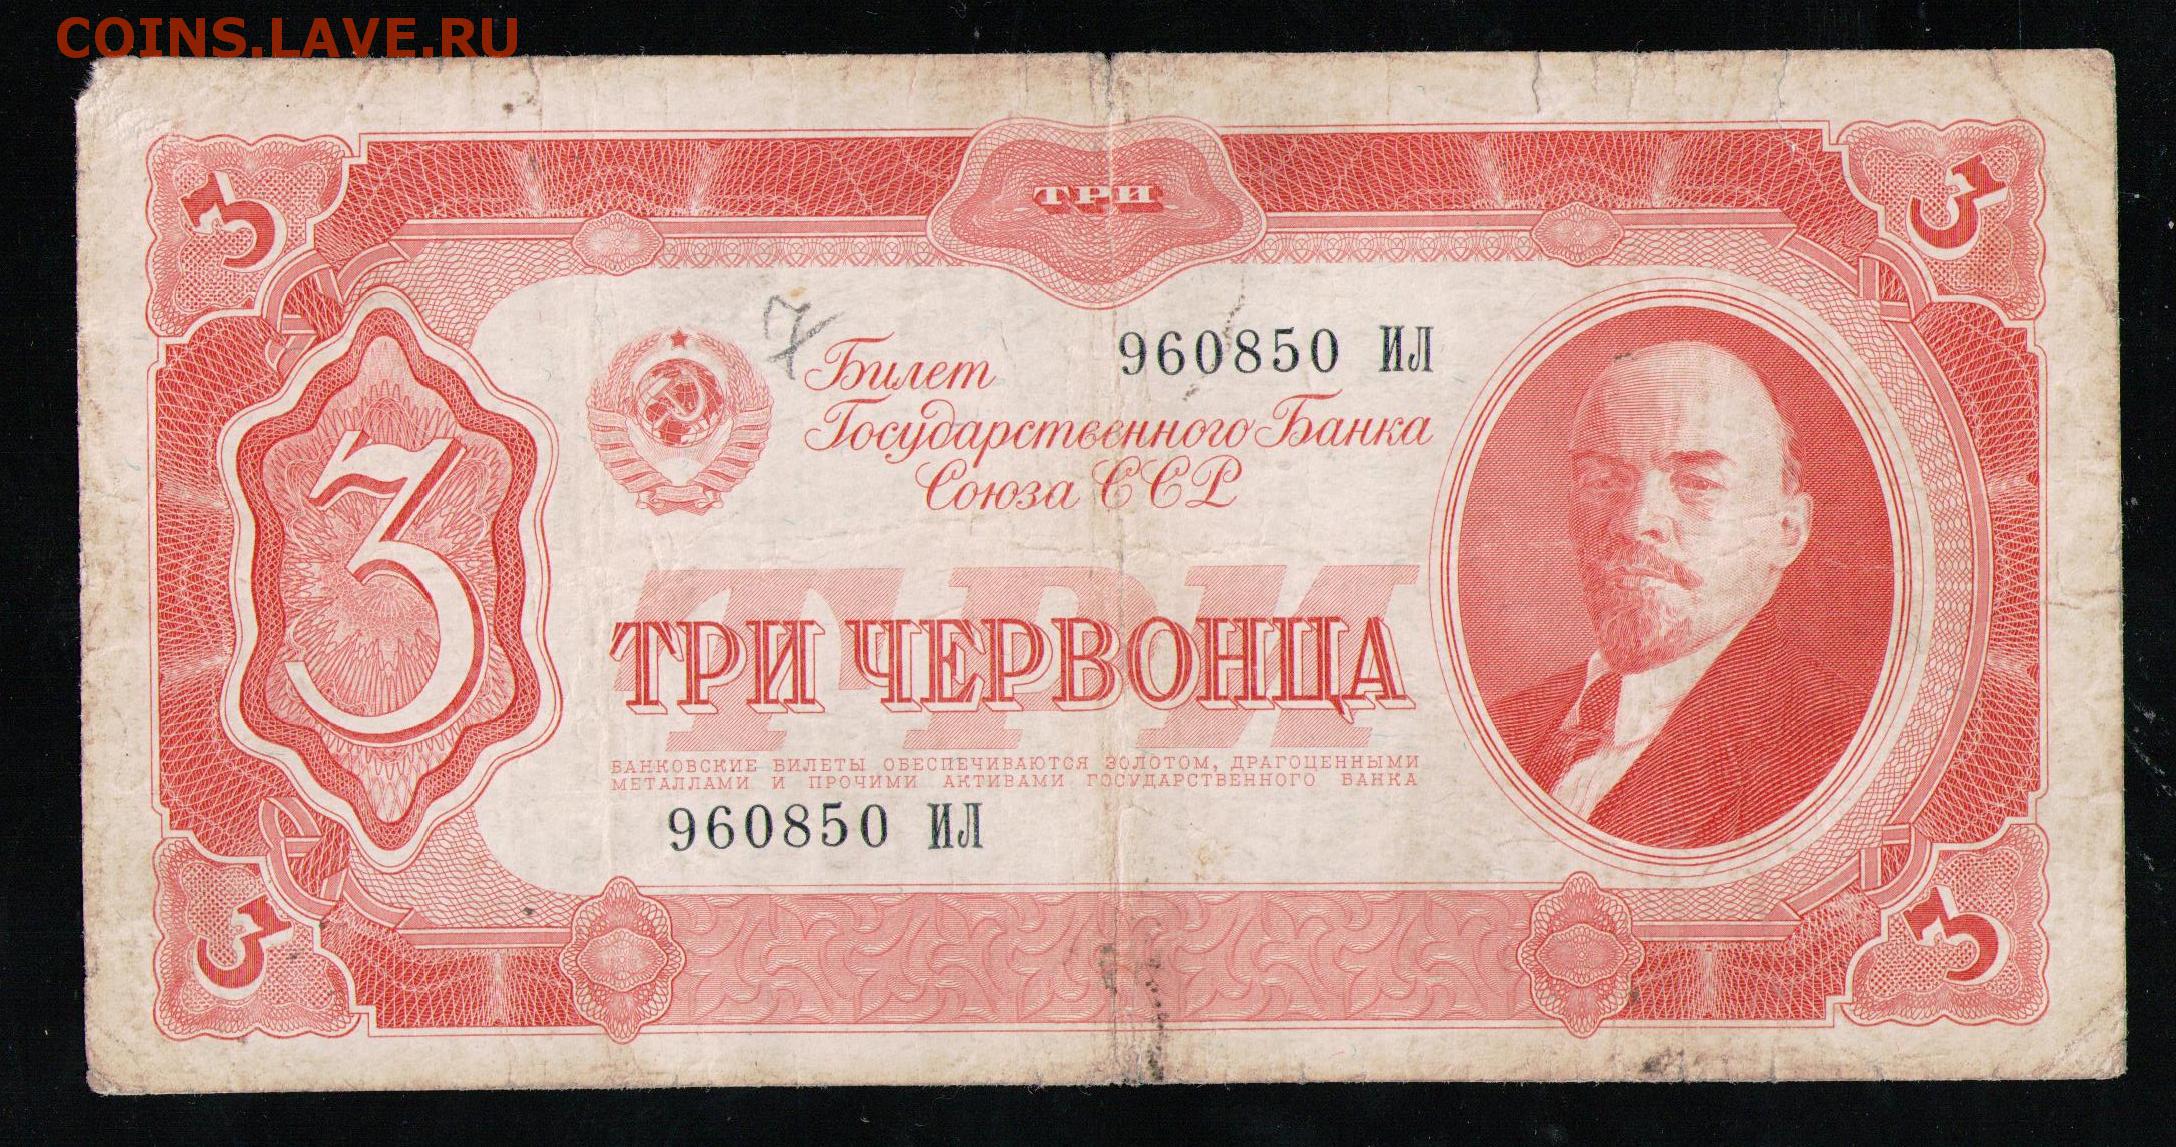 COINS.LAVE.RU
3 ТРИ 3
7
960850 ИЛ
Билет
Государственного Банка
Союза ССР
3
ТРИ
ТРИ ЧЕРВОНЦА
БАНКОВСКИЕ БИЛЕТЫ ОБЕСПЕЧИВАЮТСЯ ЗОЛОТОМ, ДРАГОЦЕННЫМИ
МЕТАЛЛАМИ И ПРОЧИМИ АКТИВАМИ ГОСУДАРСТВЕННОГО БАНКА
960850 ИЛ
3 3